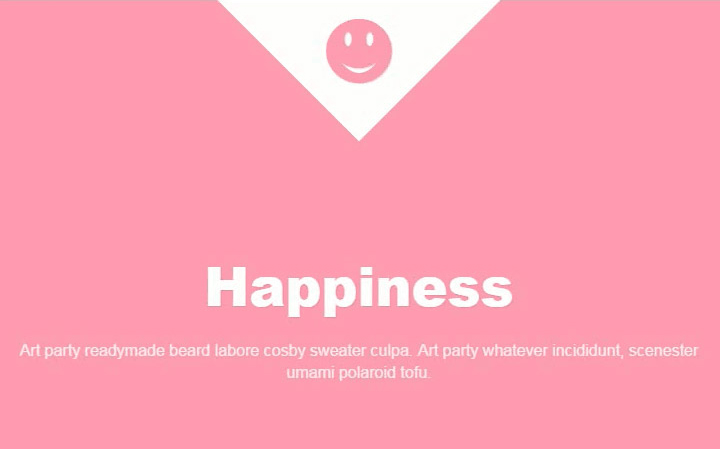 Happiness
Art party readymade beard labore cosby sweater culpa. Art party whatever incididunt, scenester
umami polaroid tofu.